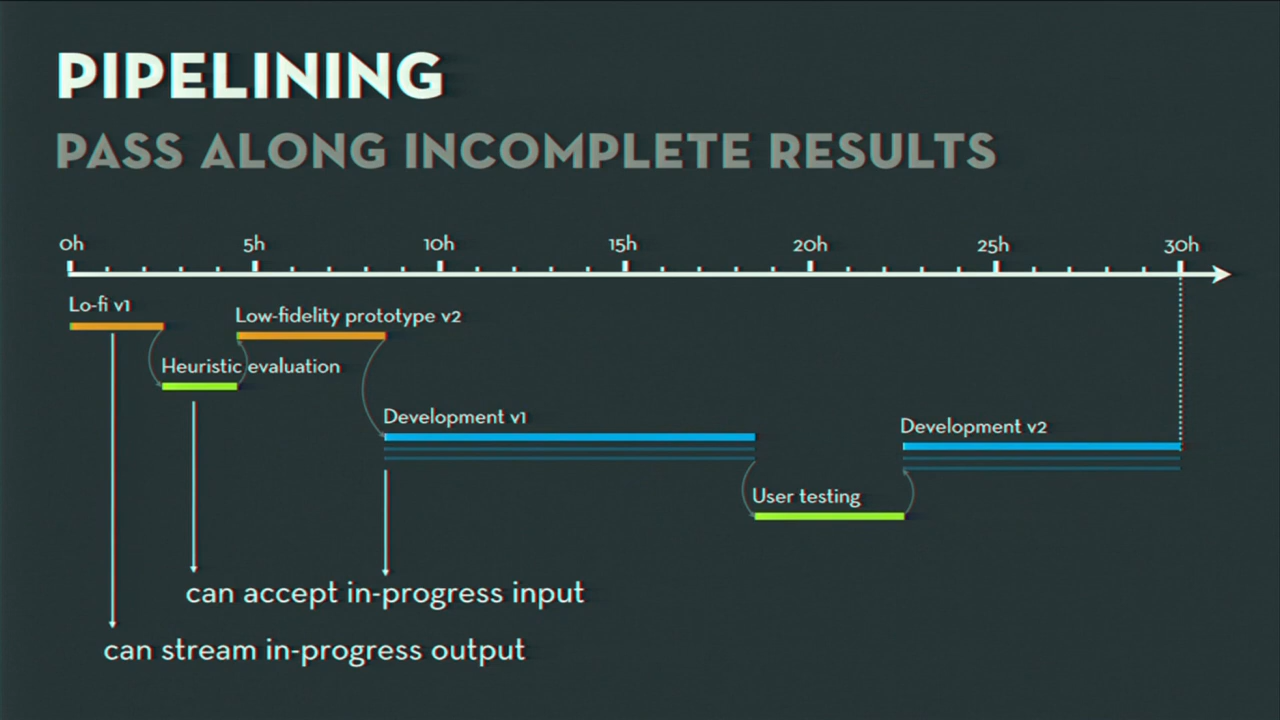 PIPELINING
PASS ALONG INCOMPLETE RESULTS
0h 5h 10h 15h 20h 25h 30h
Lo-fi v1
Low-fidelity prototype v2
Heuristic evaluation
Development v1
Development v2
User testing
can accept in-progress input
can stream in-progress output